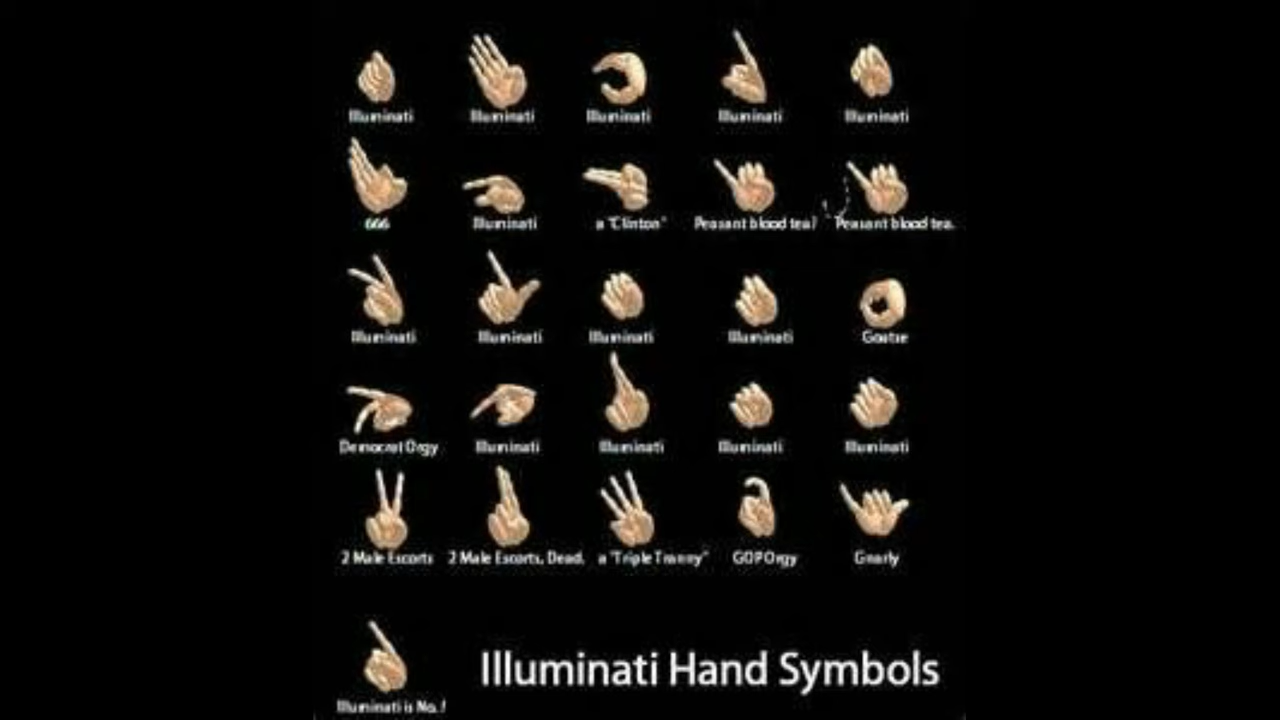 Illuminati Illuminati Illuminati Illuminati Illuminati
666 Illuminati a "Clinton" Peasant blood tea? Peasant blood tea.
Illuminati Illuminati Illuminati Illuminati Goatse
Democrat Orgy Illuminati Illuminati Illuminati Illuminati
2 Male Escorts 2 Male Escorts, Dead. a "Triple Tranny" GOP Orgy Gnarly
Illuminati Hand Symbols
Illuminati is No. 1